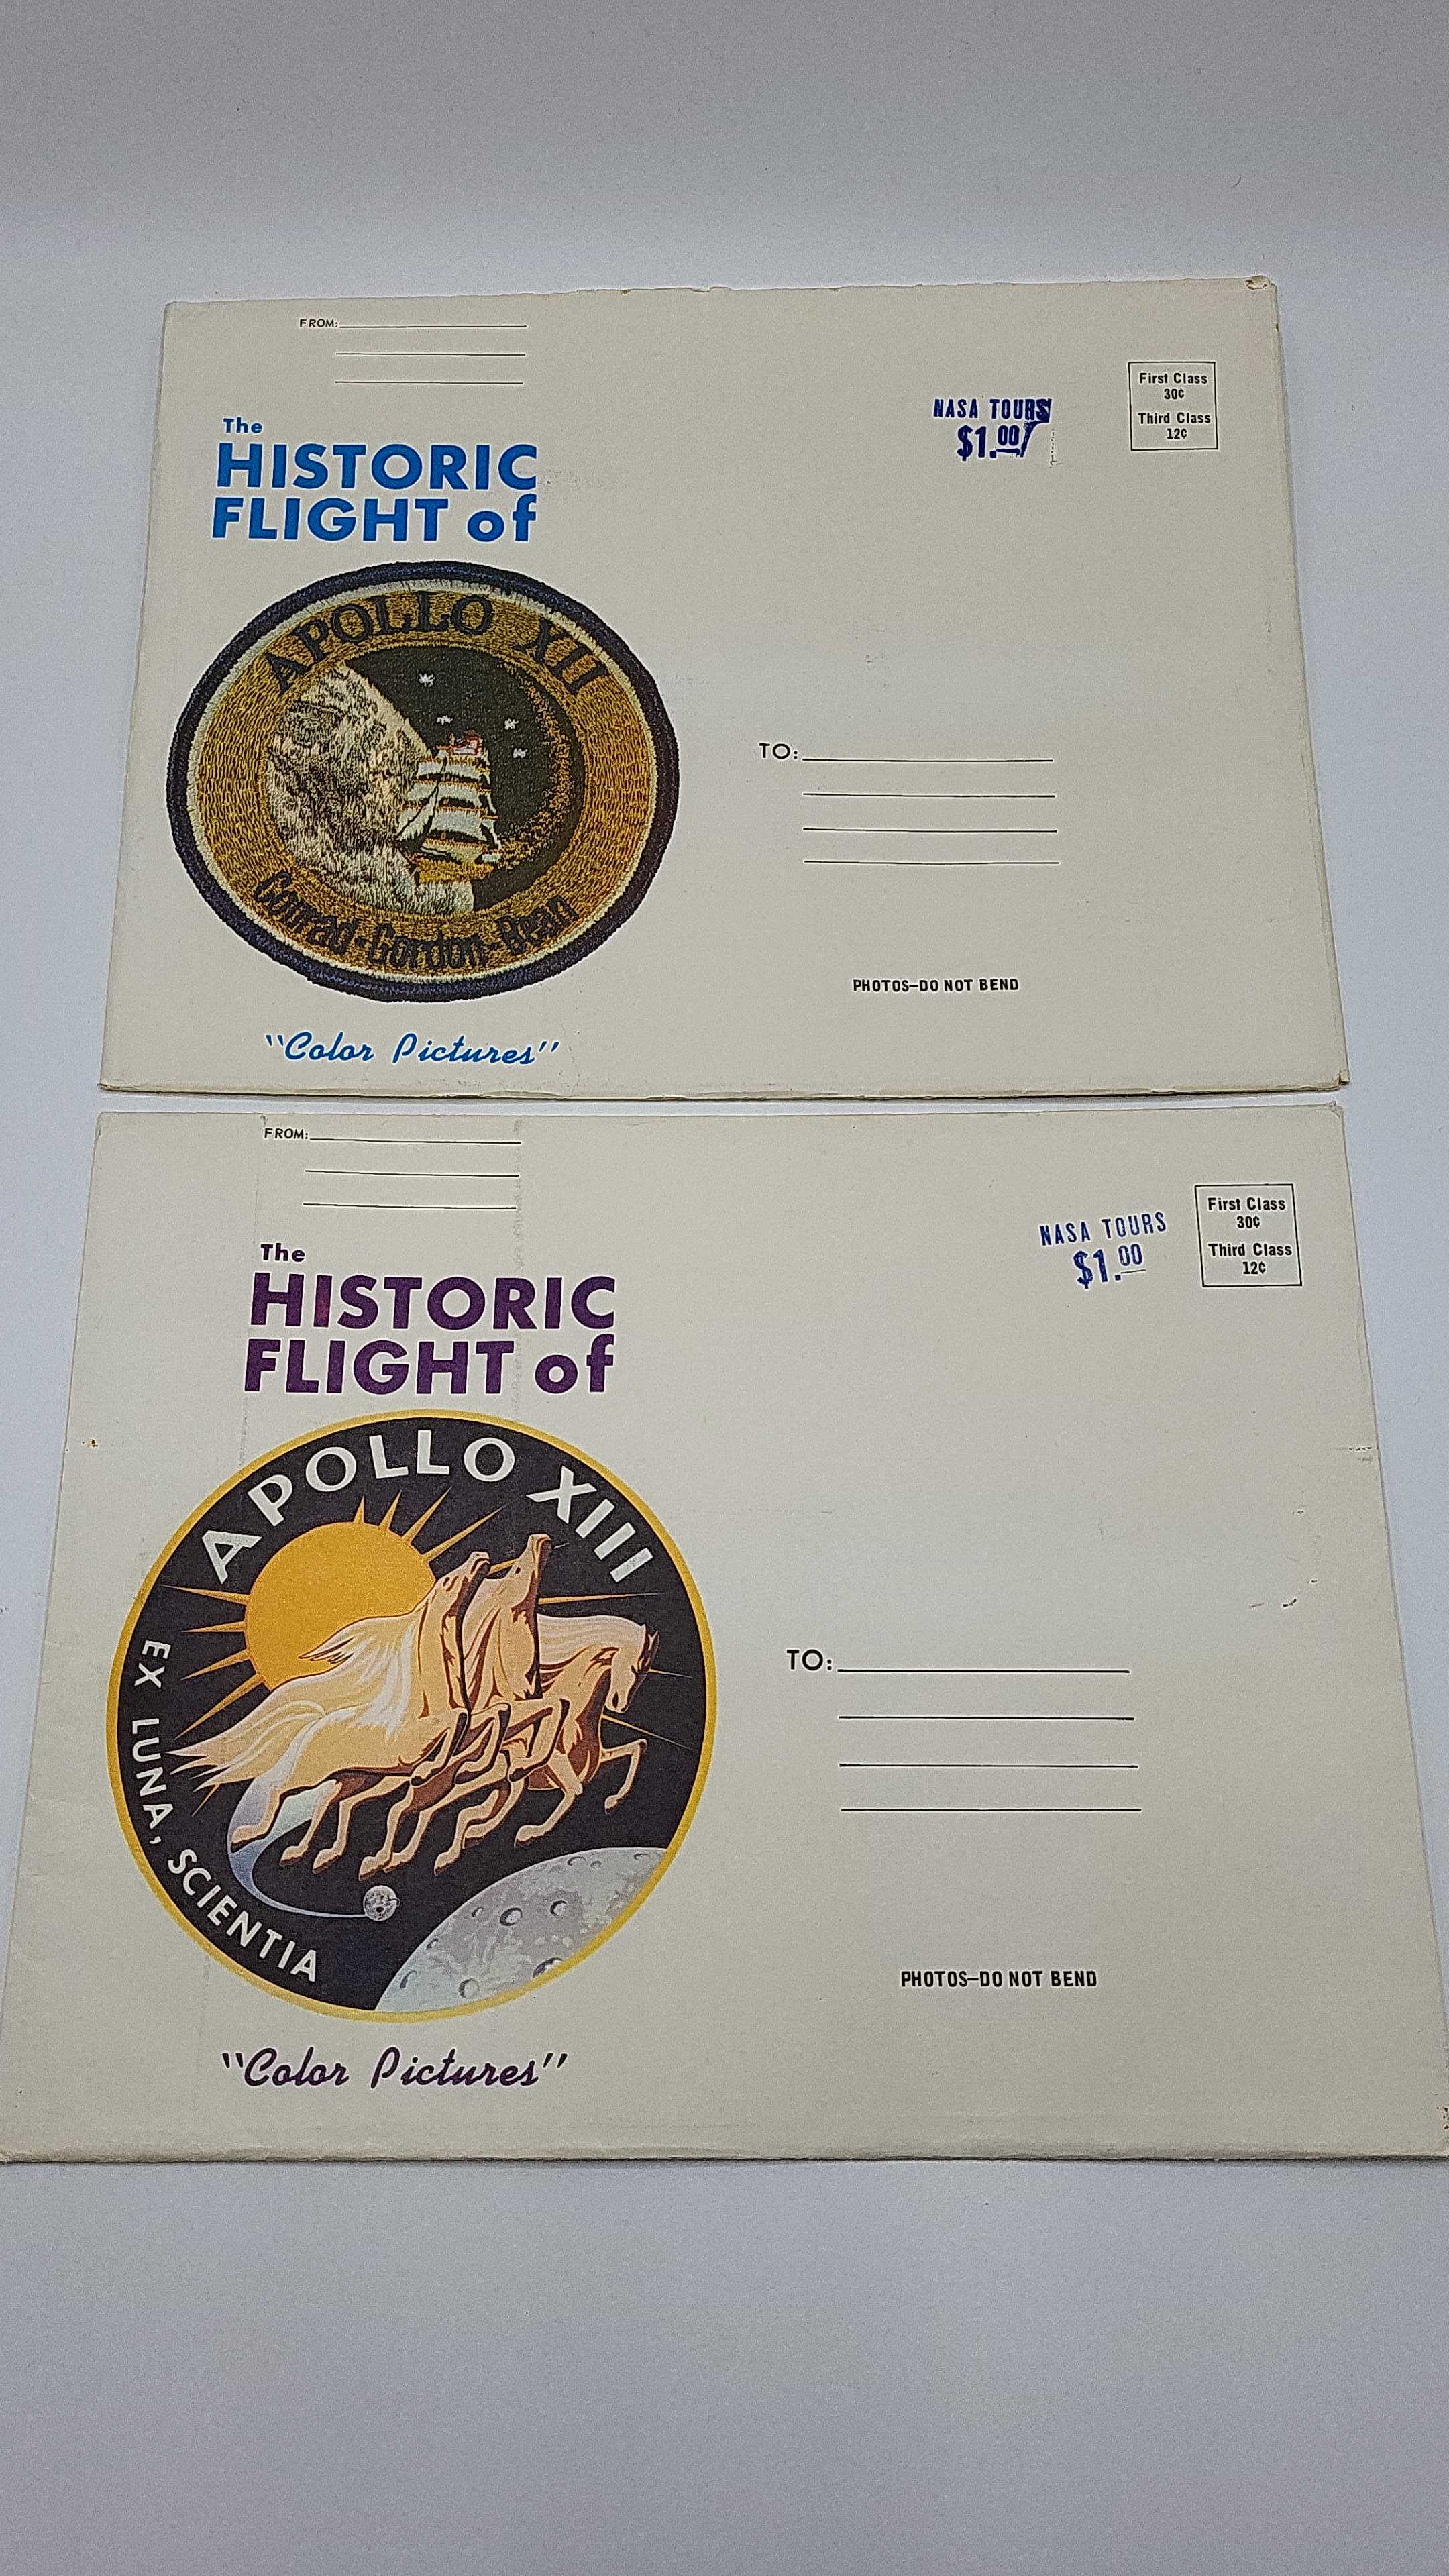 FROM:
The
HISTORIC
FLIGHT of
APOLLO XII
Conrad-Gordon-Bean
"Color Pictures"
NASA TOURS
$1.00
First Class
30¢
Third Class
12¢
TO:
PHOTOS–DO NOT BEND
FROM:
The
HISTORIC
FLIGHT of
APOLLO XIII
EX LUNA, SCIENTIA
"Color Pictures"
NASA TOURS
$1.00
First Class
30¢
Third Class
12¢
TO:
PHOTOS–DO NOT BEND